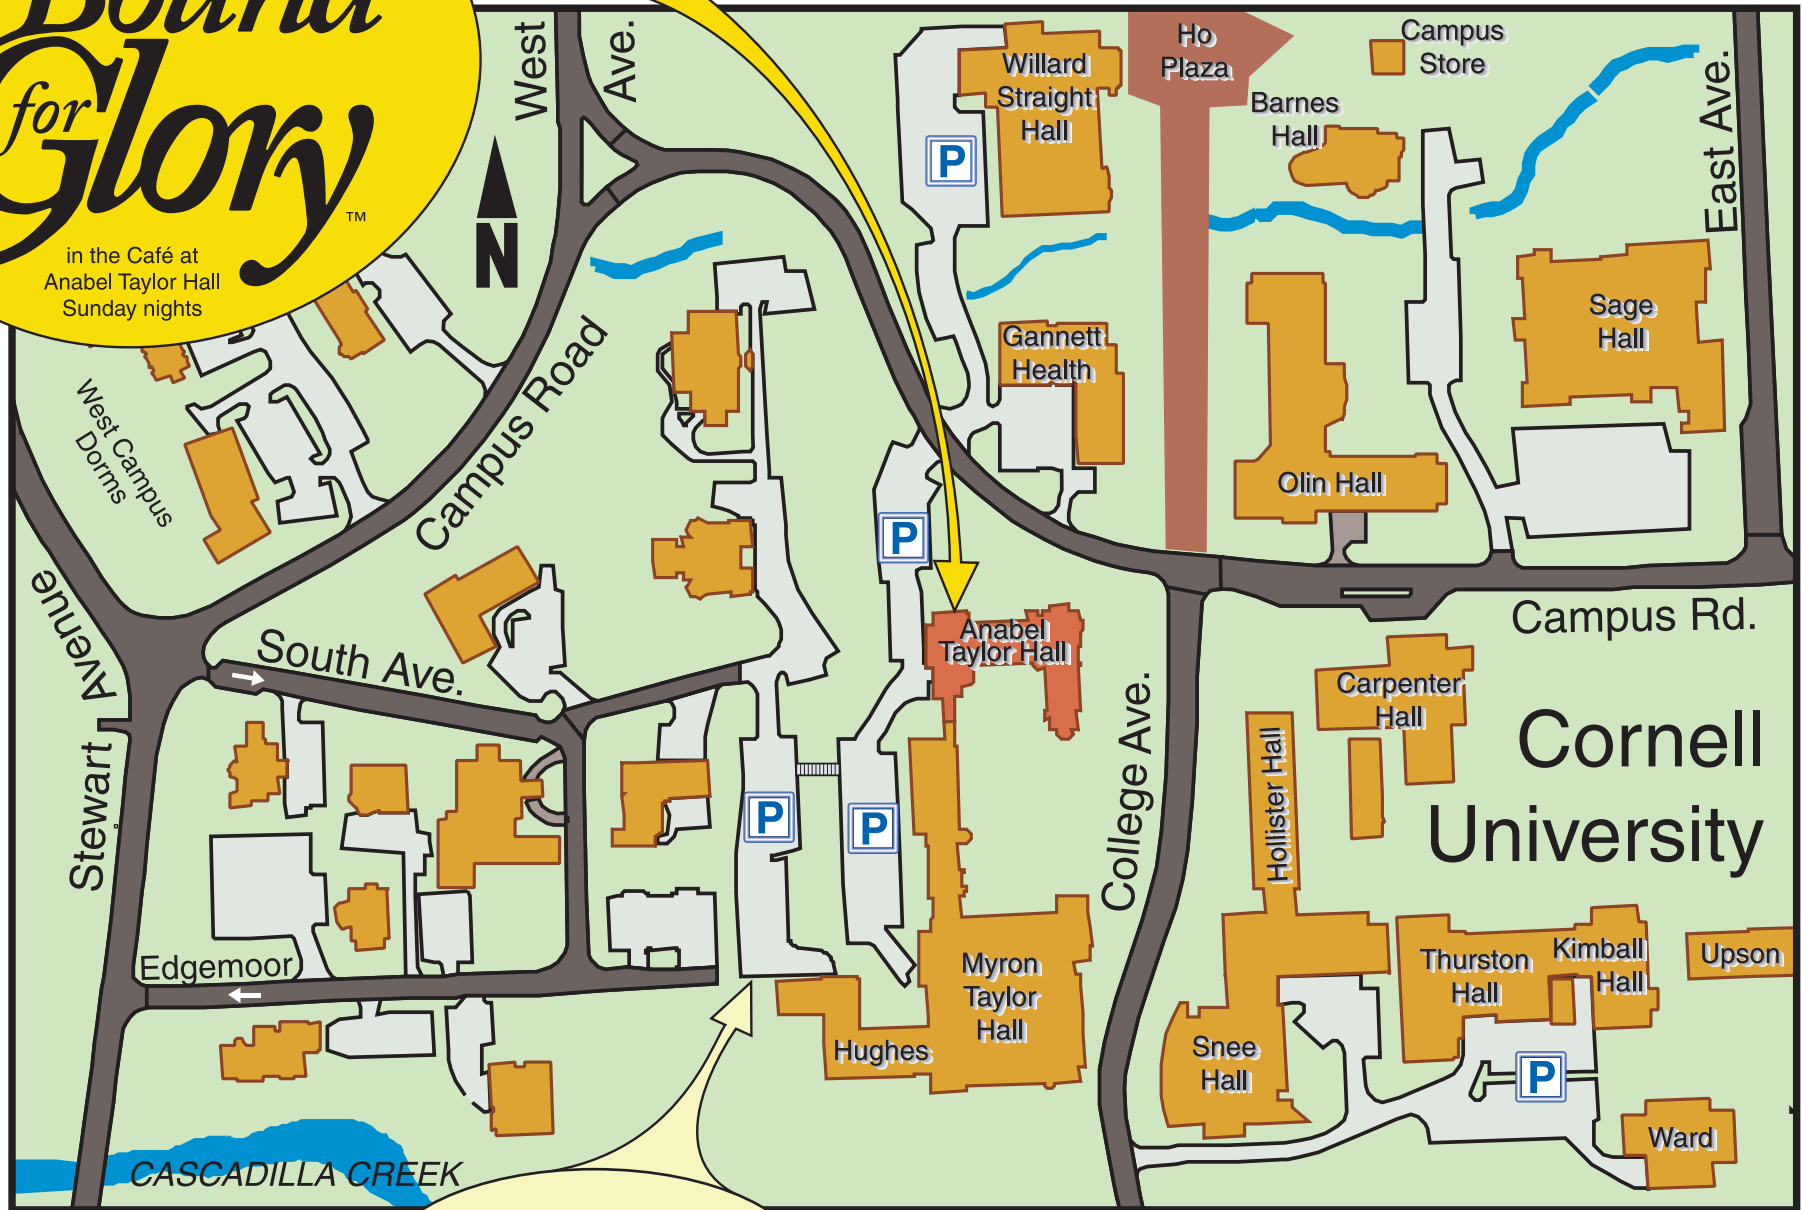 Bound
for
Glory
™
in the Café at
Anabel Taylor Hall
Sunday nights
West
Ave.
N
Willard
Straight
Hall
P
Ho
Plaza
Campus
Store
Barnes
Hall
East Ave.
Sage
Hall
Gannett
Health
Olin Hall
West Campus
Dorms
Campus Road
P
Stewart
Avenue
South Ave.
Anabel
Taylor Hall
Campus Rd.
College Ave.
Carpenter
Hall
Hollister Hall
Cornell
University
P
P
Edgemoor
Myron
Taylor
Hall
Hughes
Snee
Hall
Thurston
Hall
Kimball
Hall
Upson
P
Ward
CASCADILLA CREEK